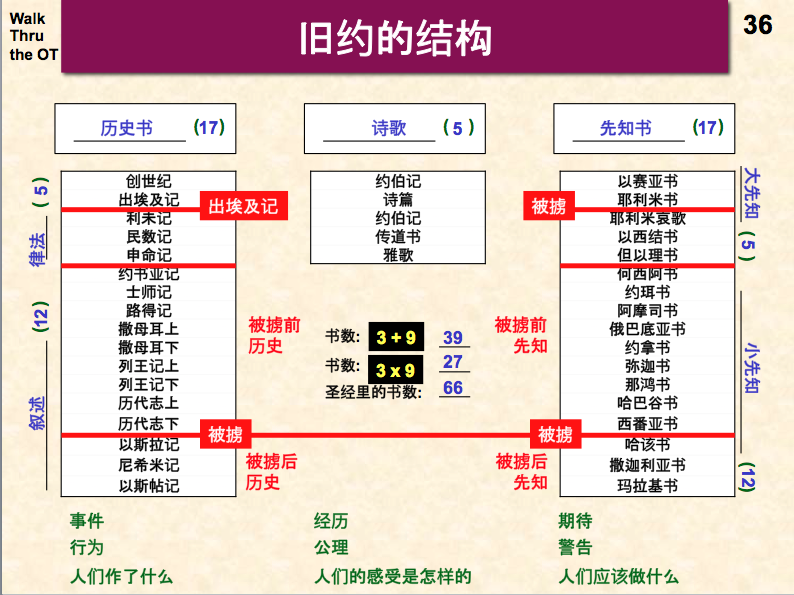 Walk
Thru
the OT
旧约的结构
36
历史书 (17)
诗歌 (5)
先知书 (17)
律法 (5)
叙述 (12)
创世纪
出埃及记
利未记
民数记
申命记
约书亚记
士师记
路得记
撒母耳上
撒母耳下
列王记上
列王记下
历代志上
历代志下
以斯拉记
尼希米记
以斯帖记
出埃及记
被掳前
历史
被掳
被掳后
历史
约伯记
诗篇
约伯记
传道书
雅歌
书数: 3 + 9 39
书数: 3 x 9 27
圣经里的书数: 66
被掳
被掳前
先知
被掳
被掳后
先知
以赛亚书
耶利米书
耶利米哀歌
以西结书
但以理书
何西阿书
约珥书
阿摩司书
俄巴底亚书
约拿书
弥迦书
那鸿书
哈巴谷书
西番亚书
哈该书
撒迦利亚书
玛拉基书
大先知 (5)
小先知 (12)
事件
行为
人们作了什么
经历
公理
人们的感受是怎样的
期待
警告
人们应该做什么